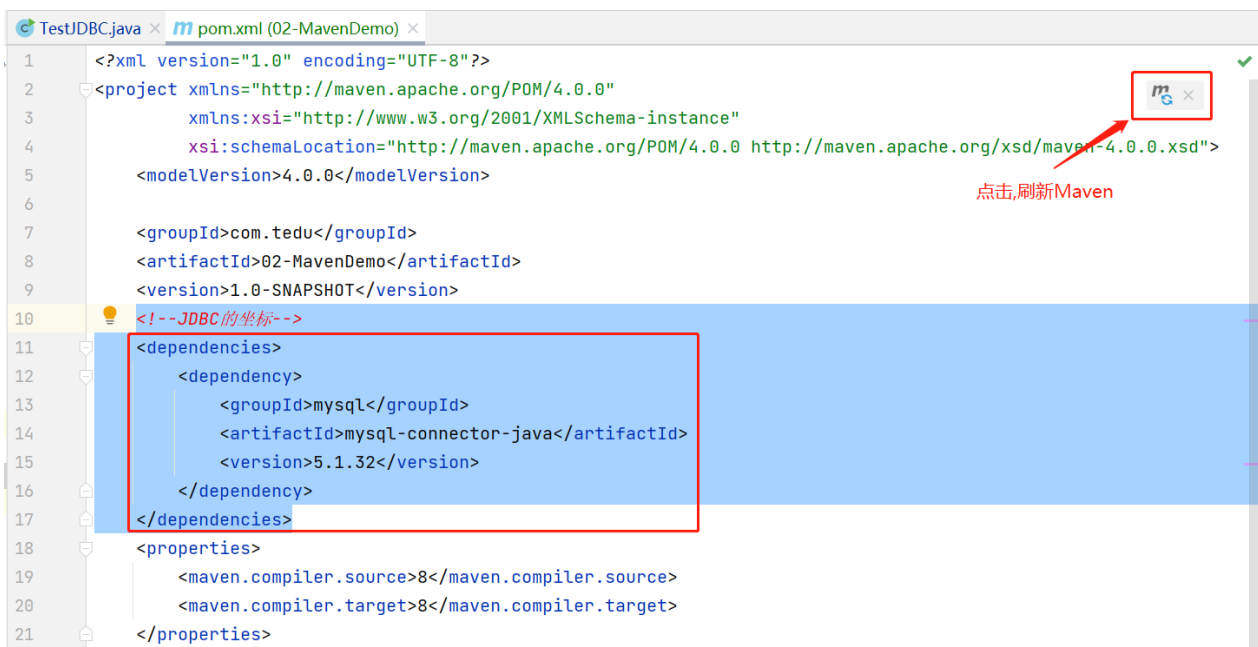 TestJDBC.java × pom.xml (02-MavenDemo) ×
1 <?xml version="1.0" encoding="UTF-8"?>
2 <project xmlns="http://maven.apache.org/POM/4.0.0"
3 xmlns:xsi="http://www.w3.org/2001/XMLSchema-instance"
4 xsi:schemaLocation="http://maven.apache.org/POM/4.0.0 http://maven.apache.org/xsd/maven-4.0.0.xsd">
点击,刷新Maven
5 <modelVersion>4.0.0</modelVersion>
6
7 <groupId>com.tedu</groupId>
8 <artifactId>02-MavenDemo</artifactId>
9 <version>1.0-SNAPSHOT</version>
10 <!--JDBC的坐标-->
11 <dependencies>
12 <dependency>
13 <groupId>mysql</groupId>
14 <artifactId>mysql-connector-java</artifactId>
15 <version>5.1.32</version>
16 </dependency>
17 </dependencies>
18 <properties>
19 <maven.compiler.source>8</maven.compiler.source>
20 <maven.compiler.target>8</maven.compiler.target>
21 </properties>